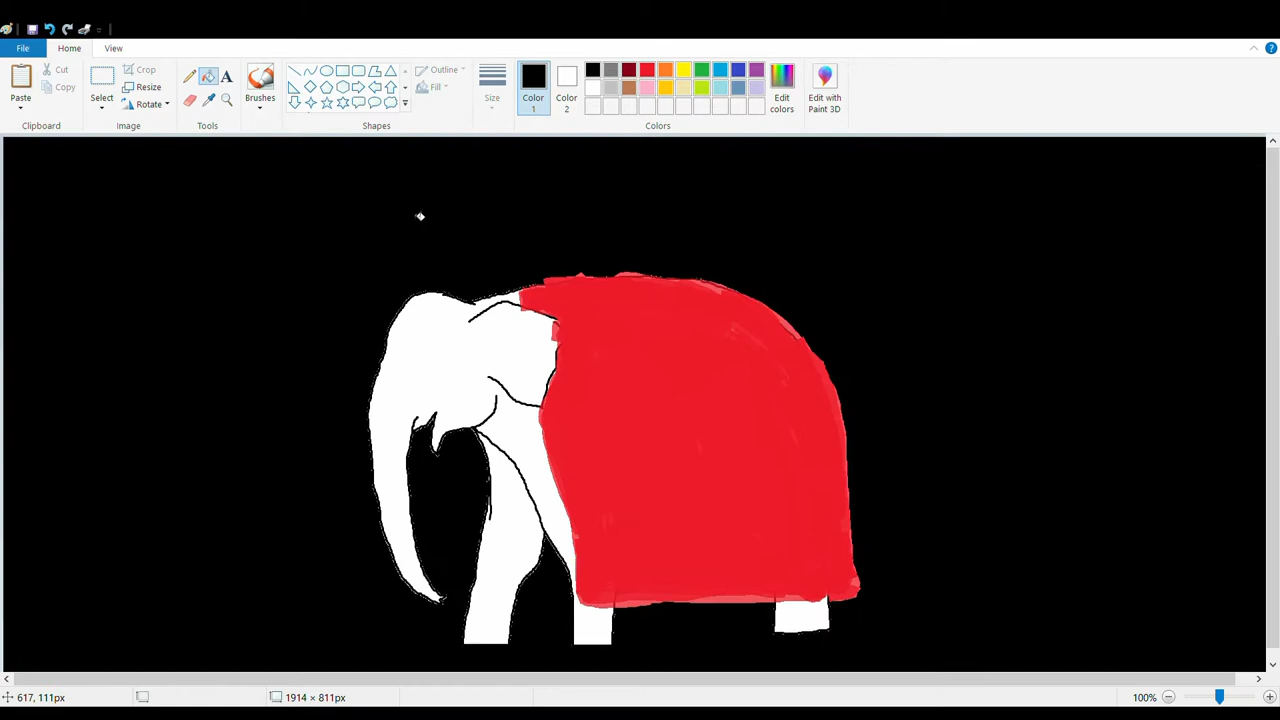 File Home View
Paste Cut Copy Clipboard
Select Crop Resize Rotate Image
A Tools
Brushes
Outline Fill Shapes
Size
Color 1 Color 2 Edit colors Colors
Edit with Paint 3D
617, 111px 1914 × 811px 100%